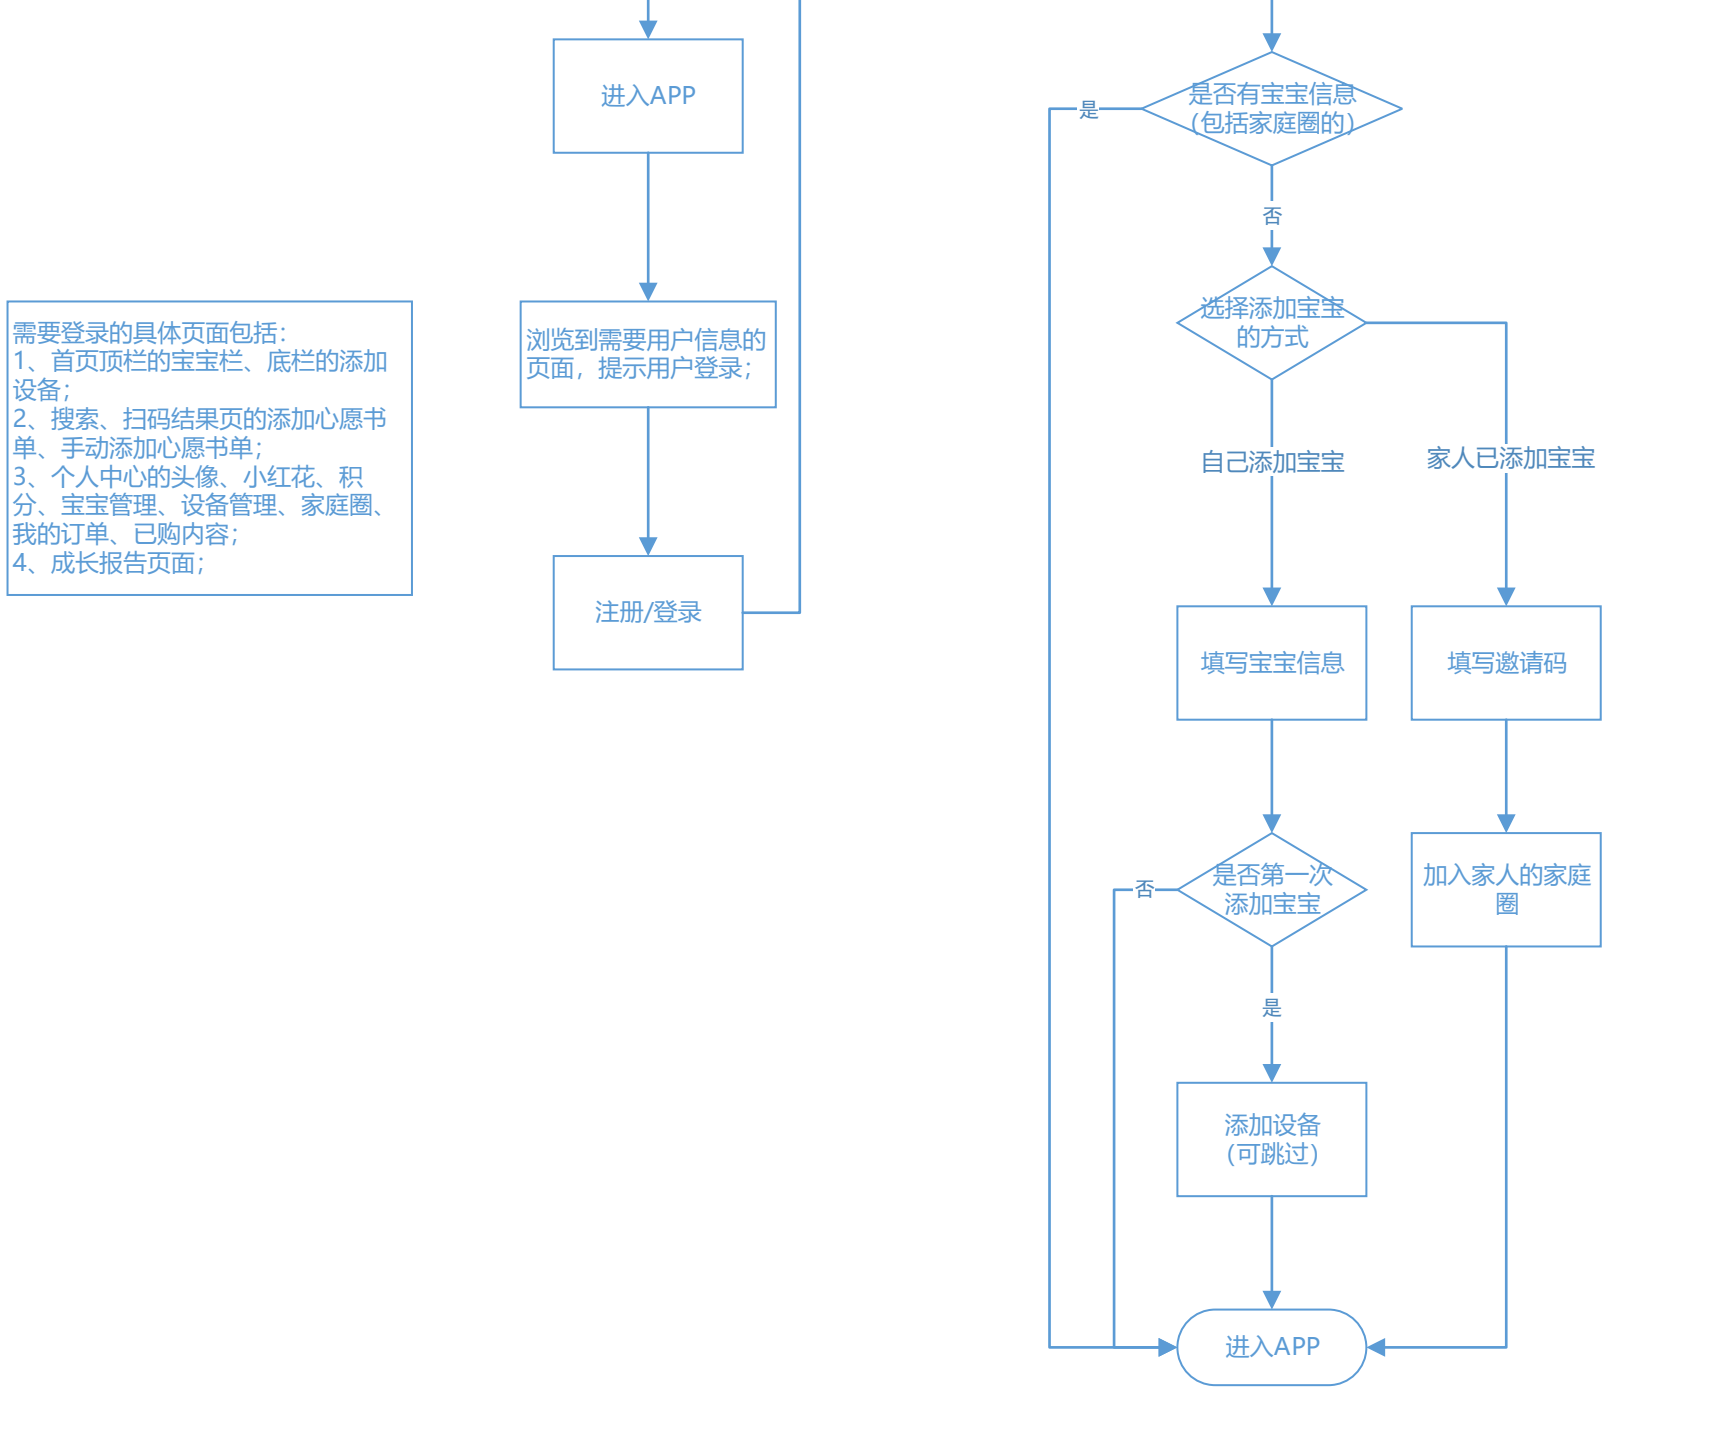 进入APP
浏览到需要用户信息的
页面，提示用户登录；
注册/登录
需要登录的具体页面包括：
1、首页顶栏的宝宝栏、底栏的添加
设备；
2、搜索、扫码结果页的添加心愿书
单、手动添加心愿书单；
3、个人中心的头像、小红花、积
分、宝宝管理、设备管理、家庭圈、
我的订单、已购内容；
4、成长报告页面；
是否有宝宝信息
（包括家庭圈的）
是
否
选择添加宝宝
的方式
自己添加宝宝
家人已添加宝宝
填写宝宝信息
填写邀请码
是否第一次
添加宝宝
否
加入家人的家庭
圈
是
添加设备
（可跳过）
进入APP